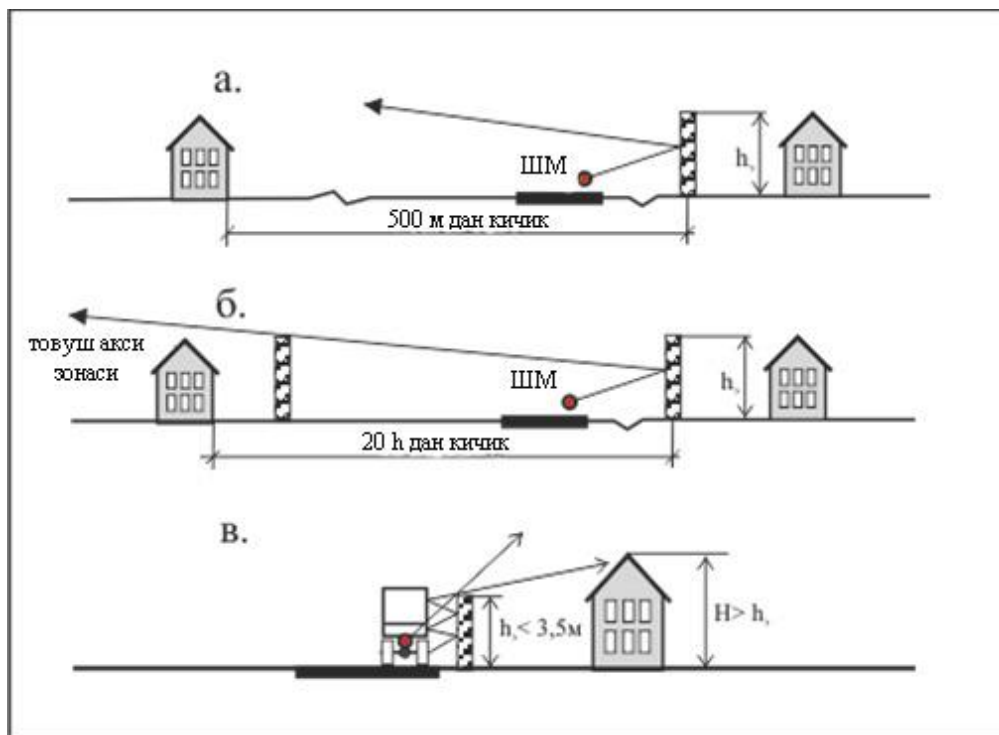 а.
ШМ
hэ
500 м дан кичик
б.
товуш акси
зонаси
ШМ
hэ
20 h дан кичик
в.
hэ< 3,5м
H> hэ